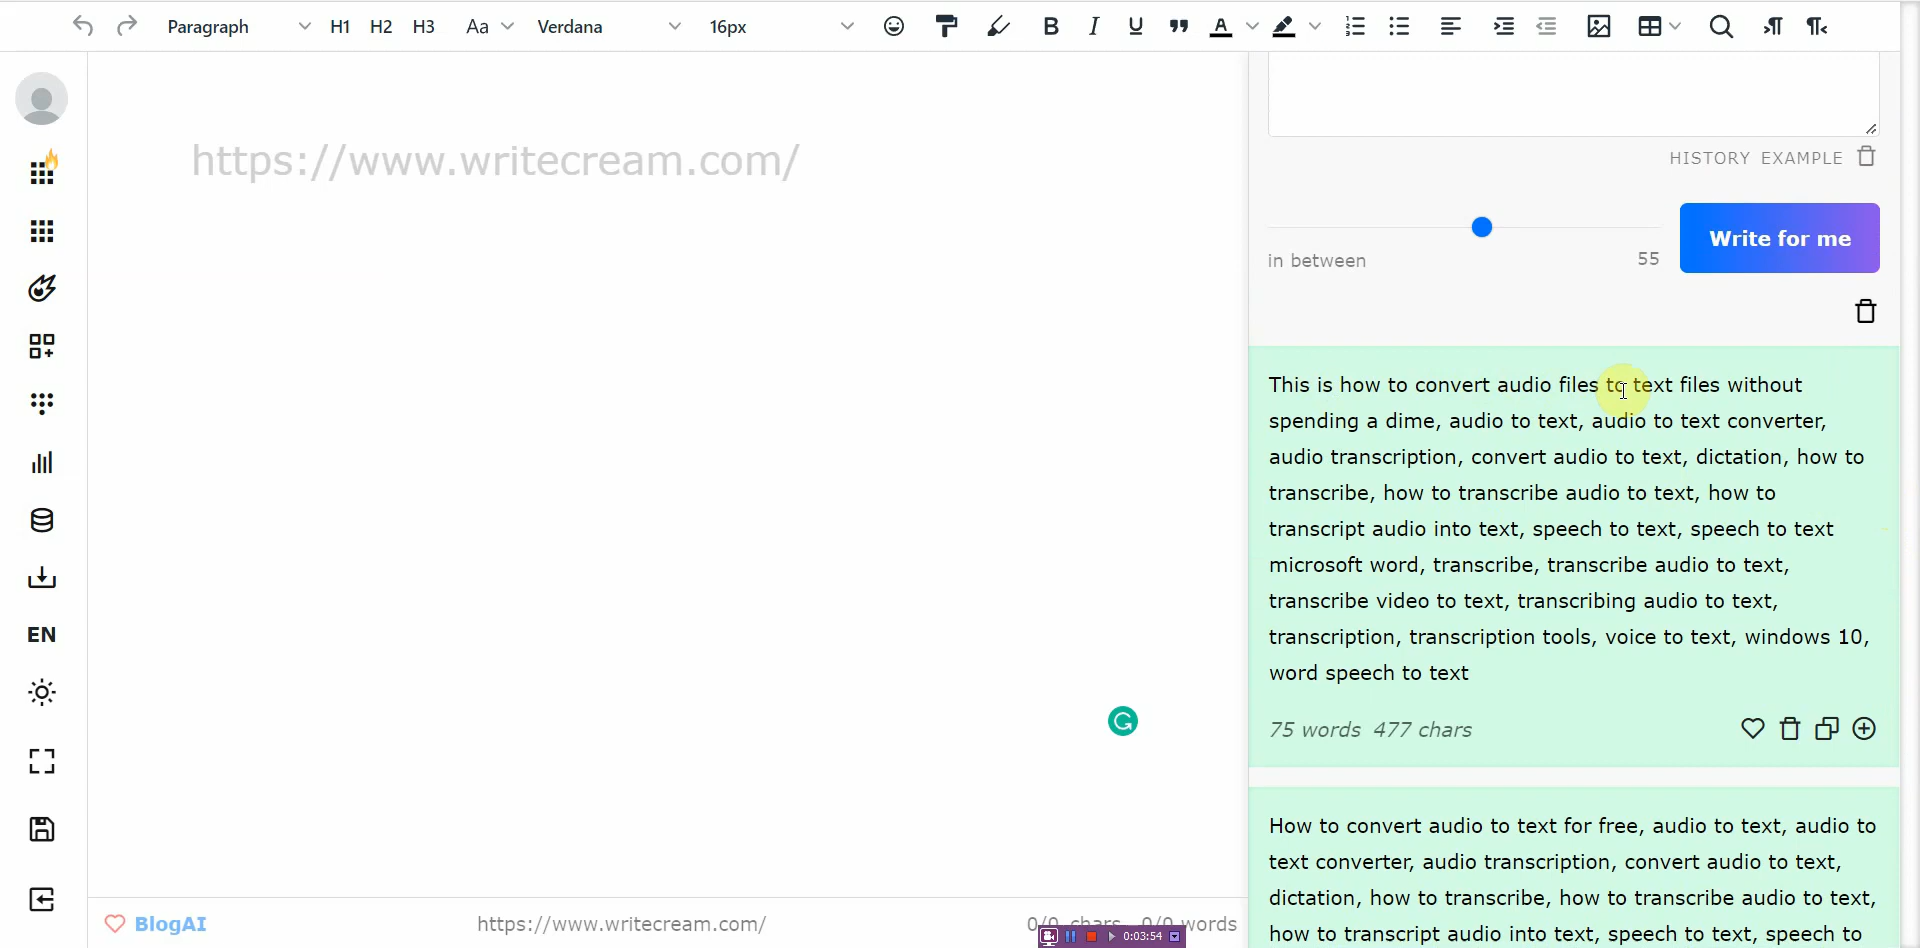 Paragraph H1 H2 H3 Aa Verdana 16px B I U A
https://www.writecream.com/
HISTORY EXAMPLE
Write for me
in between 55
This is how to convert audio files to text files without
spending a dime, audio to text, audio to text converter,
audio transcription, convert audio to text, dictation, how to
transcribe, how to transcribe audio to text, how to
transcript audio into text, speech to text, speech to text
microsoft word, transcribe, transcribe audio to text,
transcribe video to text, transcribing audio to text,
transcription, transcription tools, voice to text, windows 10,
word speech to text
75 words 477 chars
How to convert audio to text for free, audio to text, audio to
text converter, audio transcription, convert audio to text,
dictation, how to transcribe, how to transcribe audio to text,
how to transcript audio into text, speech to text, speech to
EN
BlogAI https://www.writecream.com/ 0/0 chars 0/0 words
0:03:54